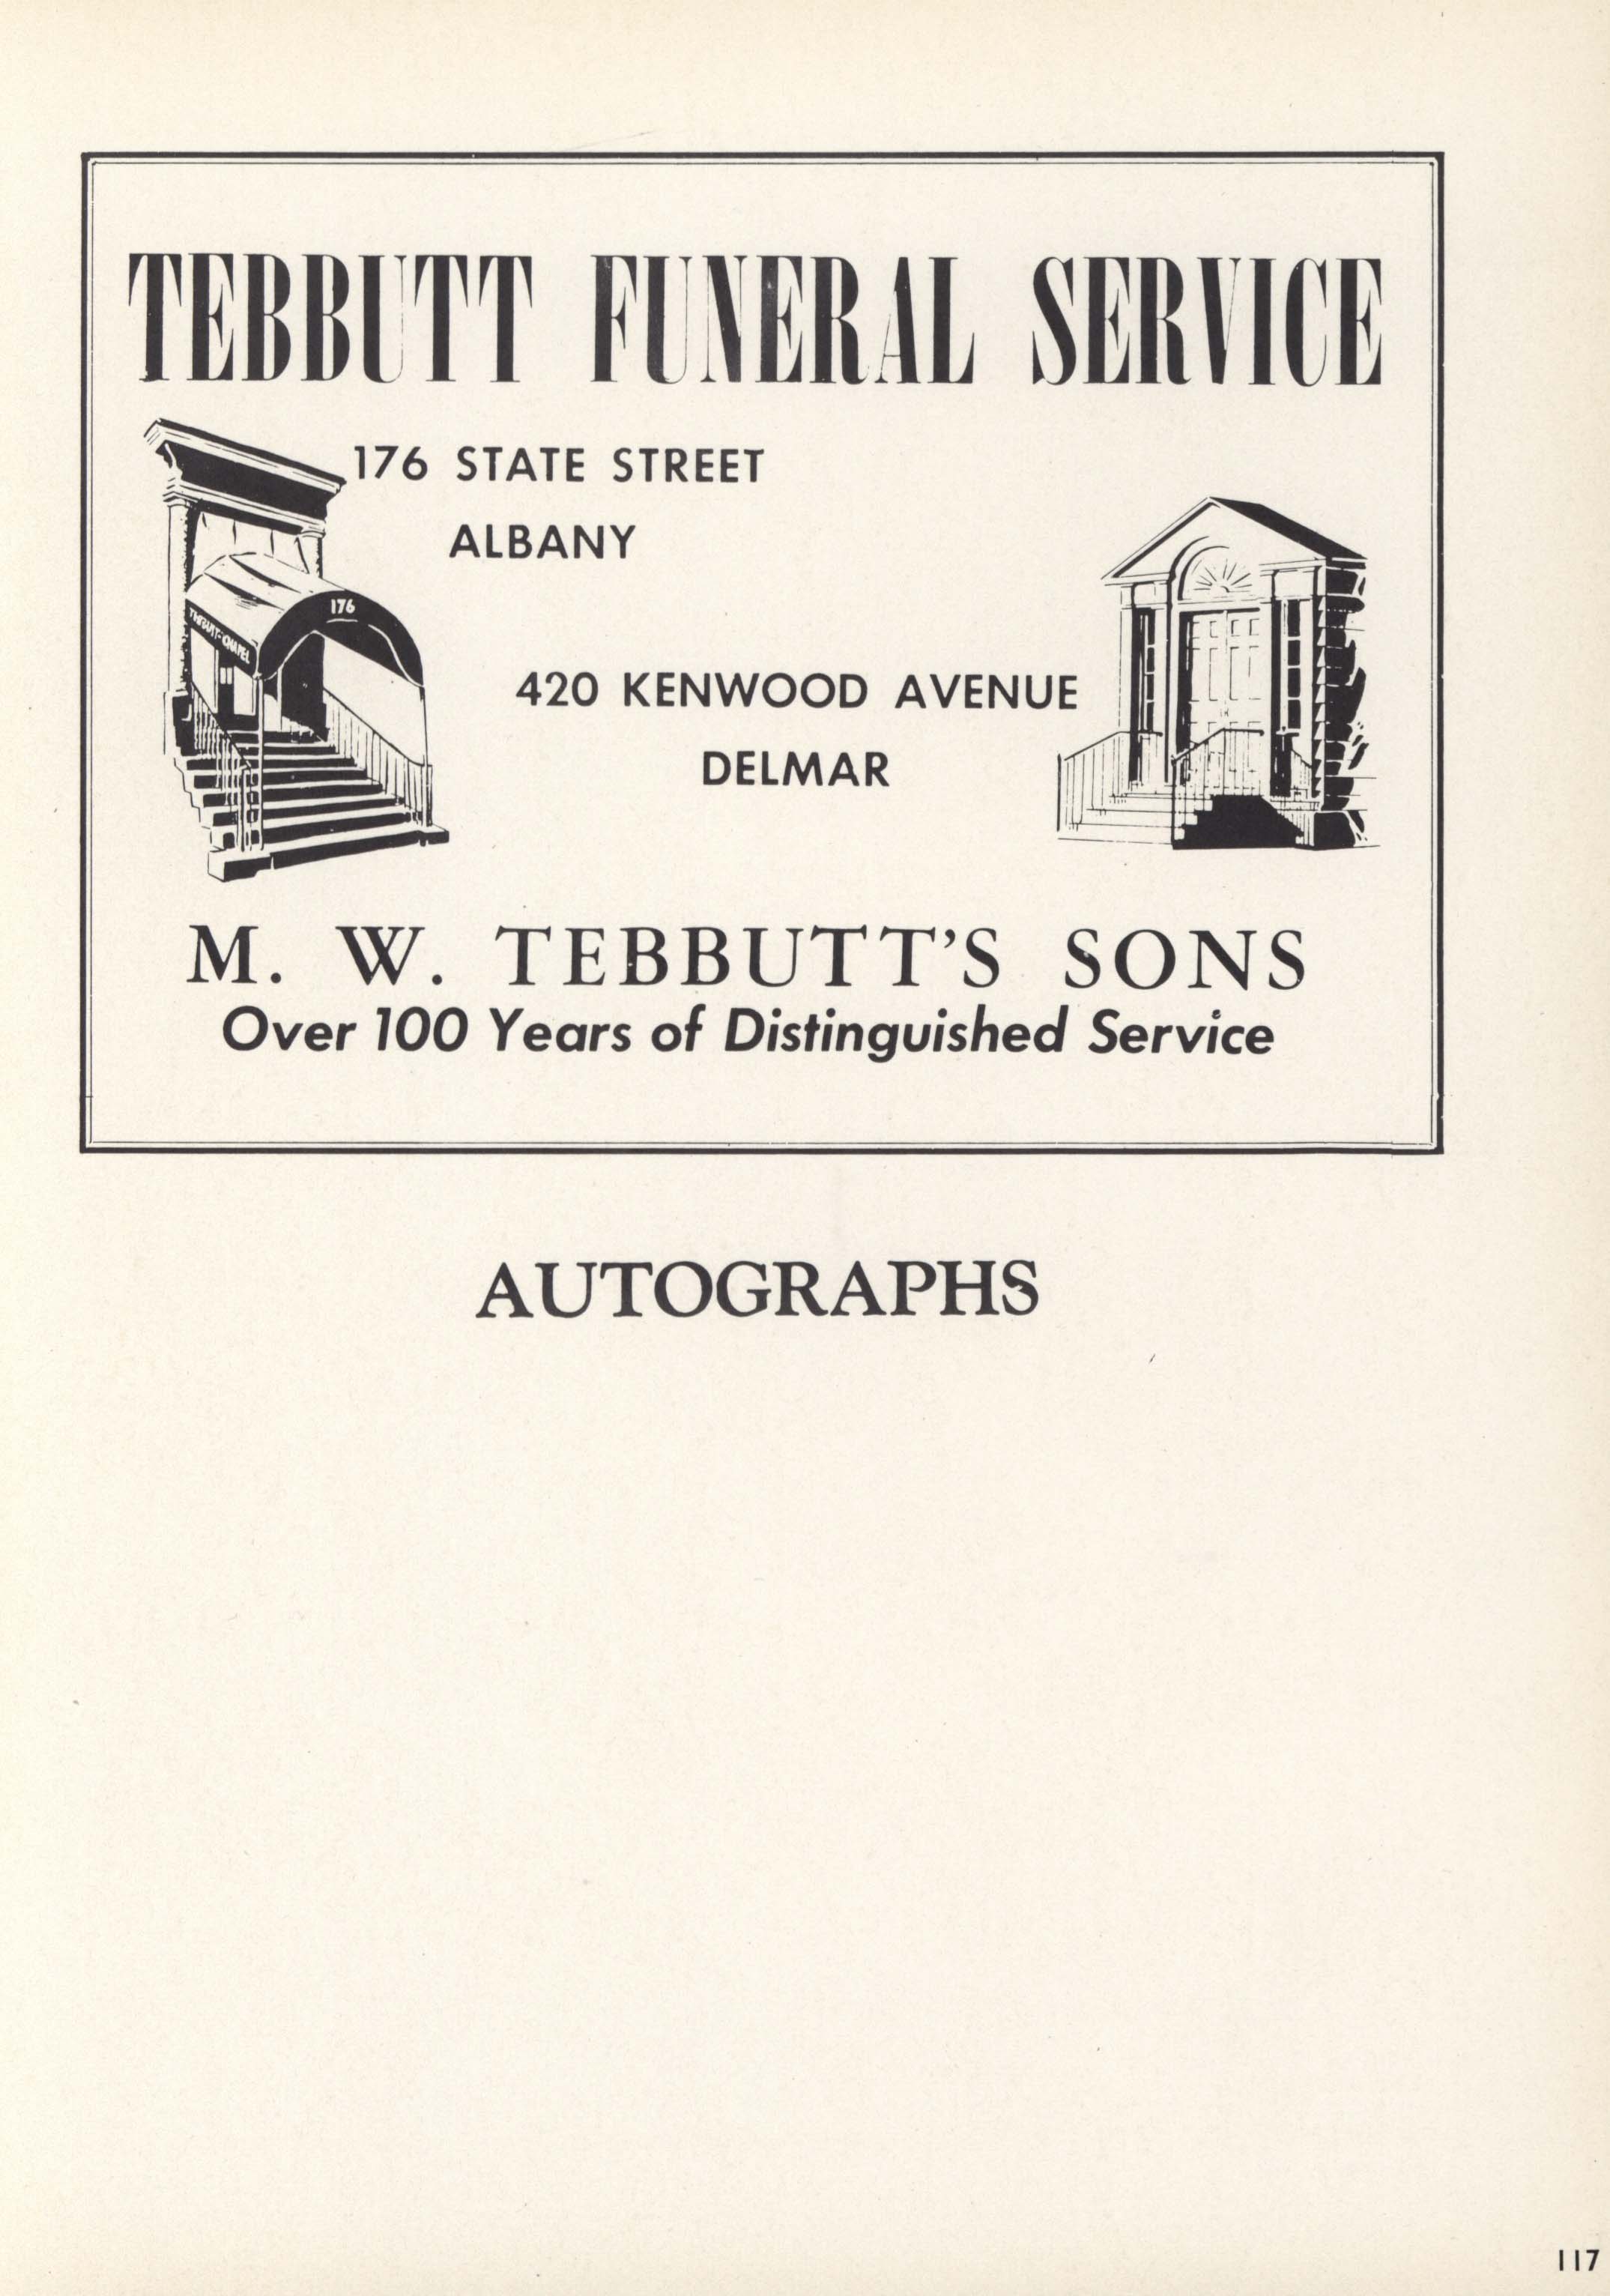 TEBBUTT FUNERAL SERVICE
176 STATE STREET
ALBANY
176
TEBBUTT-CHAPEL
420 KENWOOD AVENUE
DELMAR
M. W. TEBBUTT'S SONS
Over 100 Years of Distinguished Service
AUTOGRAPHS
117